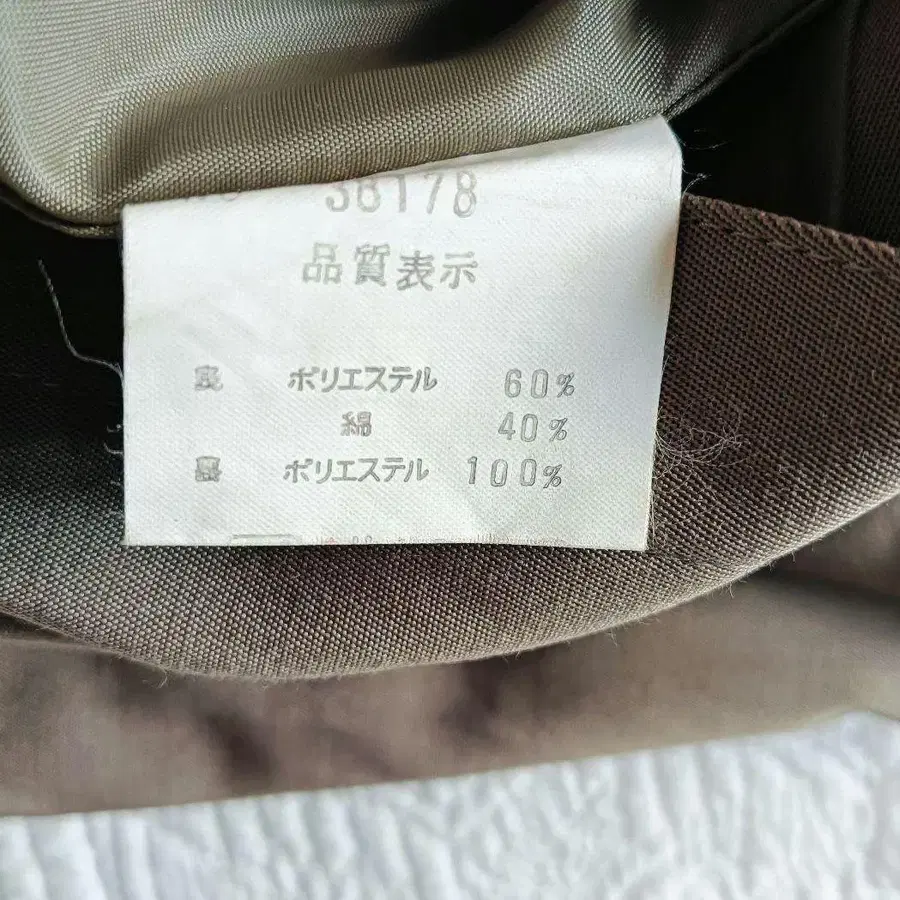 38178
品質表示
表 ポリエステル 60%
綿 40%
裏 ポリエステル 100%